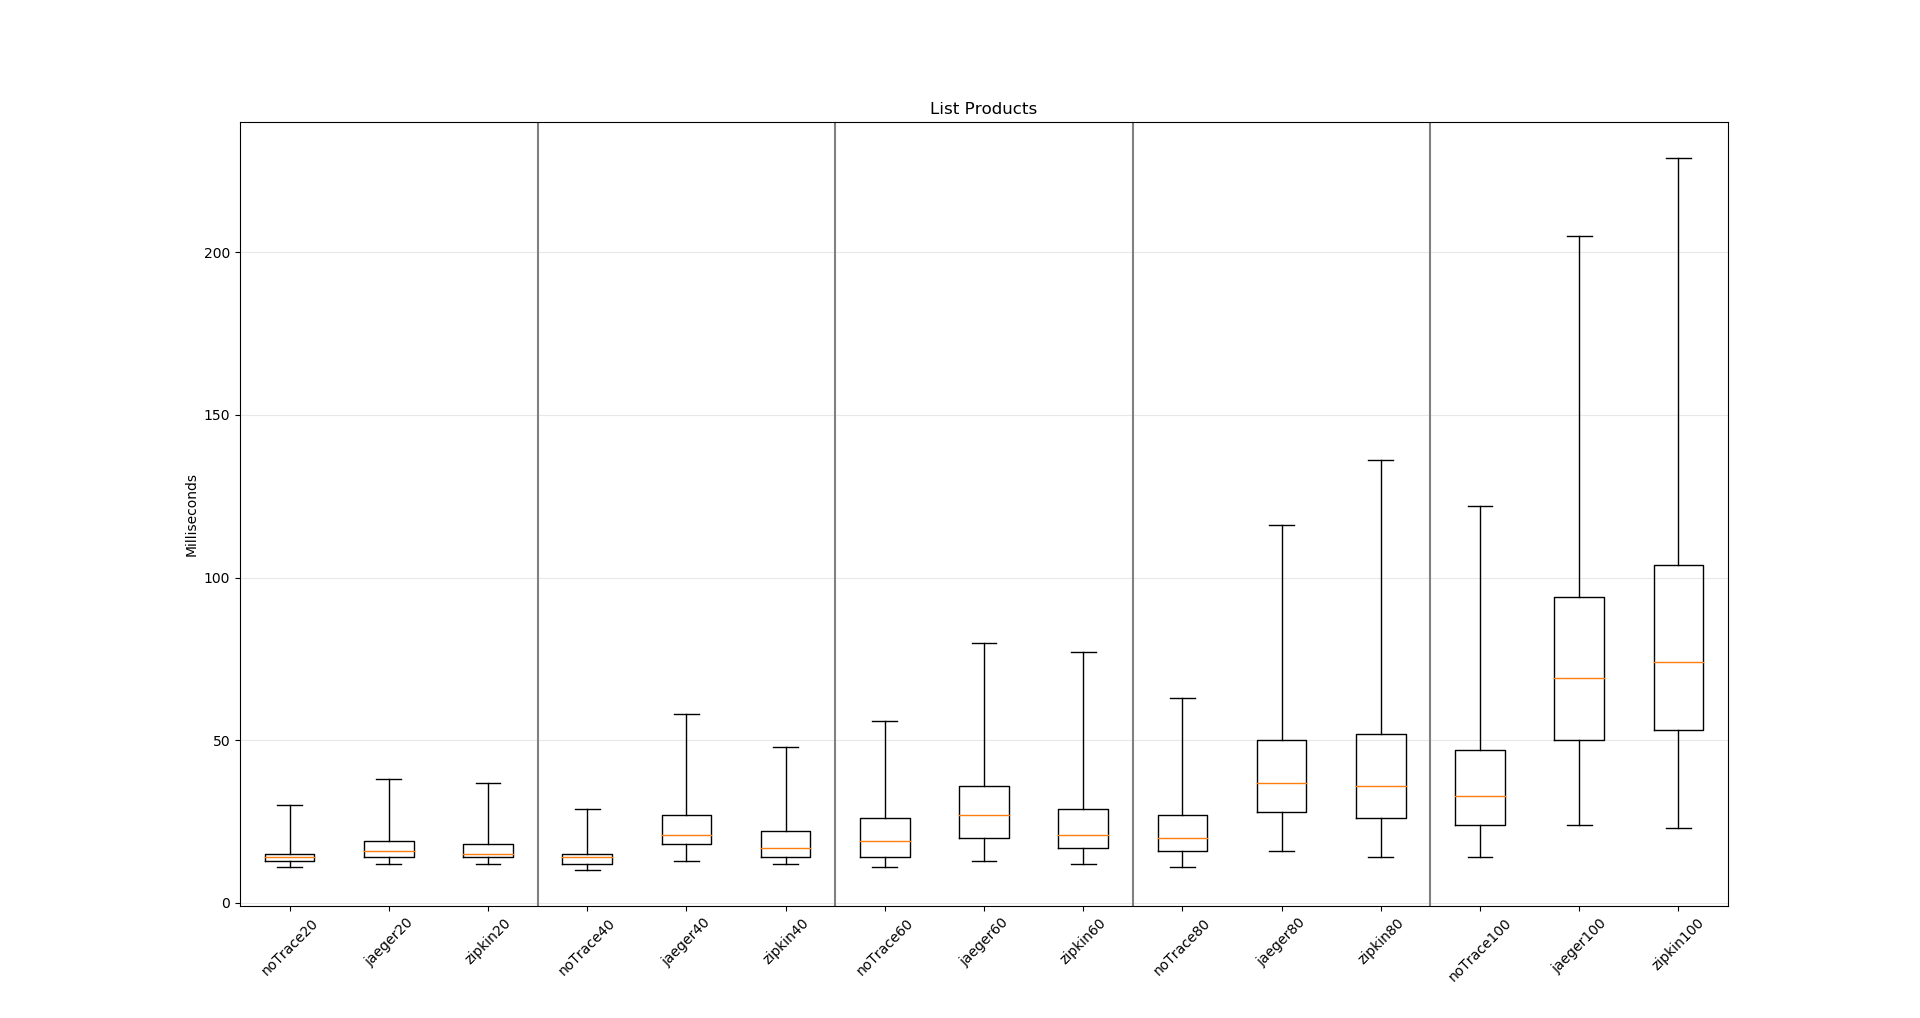 List Products
Milliseconds
200
150
100
50
0
noTrace20
jaeger20
zipkin20
noTrace40
jaeger40
zipkin40
noTrace60
jaeger60
zipkin60
noTrace80
jaeger80
zipkin80
noTrace100
jaeger100
zipkin100